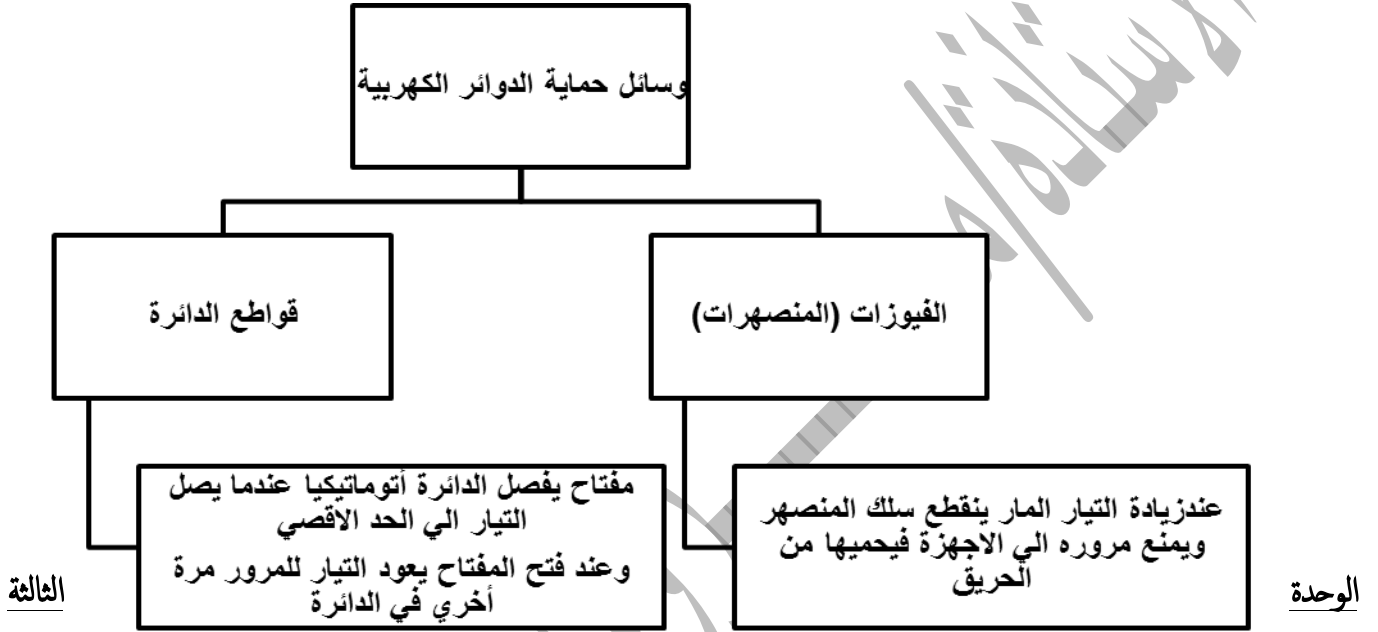 وسائل حماية الدوائر الكهربية
الفيوزات (المنصهرات)
قواطع الدائرة
عندزيادة التيار المار ينقطع سلك المنصهر
ويمنع مروره الي الاجهزة فيحميها من
الحريق
مفتاح يفصل الدائرة أتوماتيكيا عندما يصل
التيار الي الحد الاقصي
وعند فتح المفتاح يعود التيار للمرور مرة
أخري في الدائرة
الوحدة الثالثة